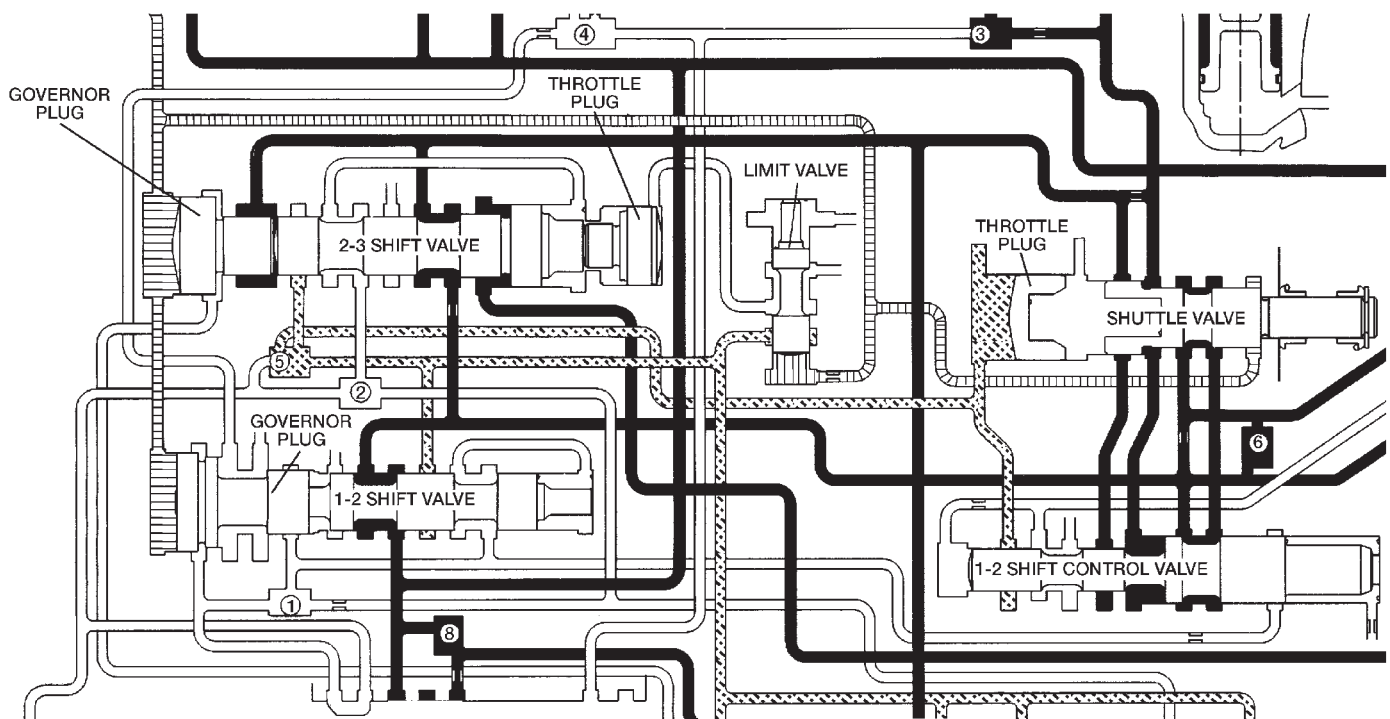 ④
③
GOVERNOR
PLUG
THROTTLE
PLUG
LIMIT VALVE
2-3 SHIFT VALVE
THROTTLE
PLUG
SHUTTLE VALVE
⑤
②
GOVERNOR
PLUG
⑥
1-2 SHIFT VALVE
1-2 SHIFT CONTROL VALVE
①
⑧